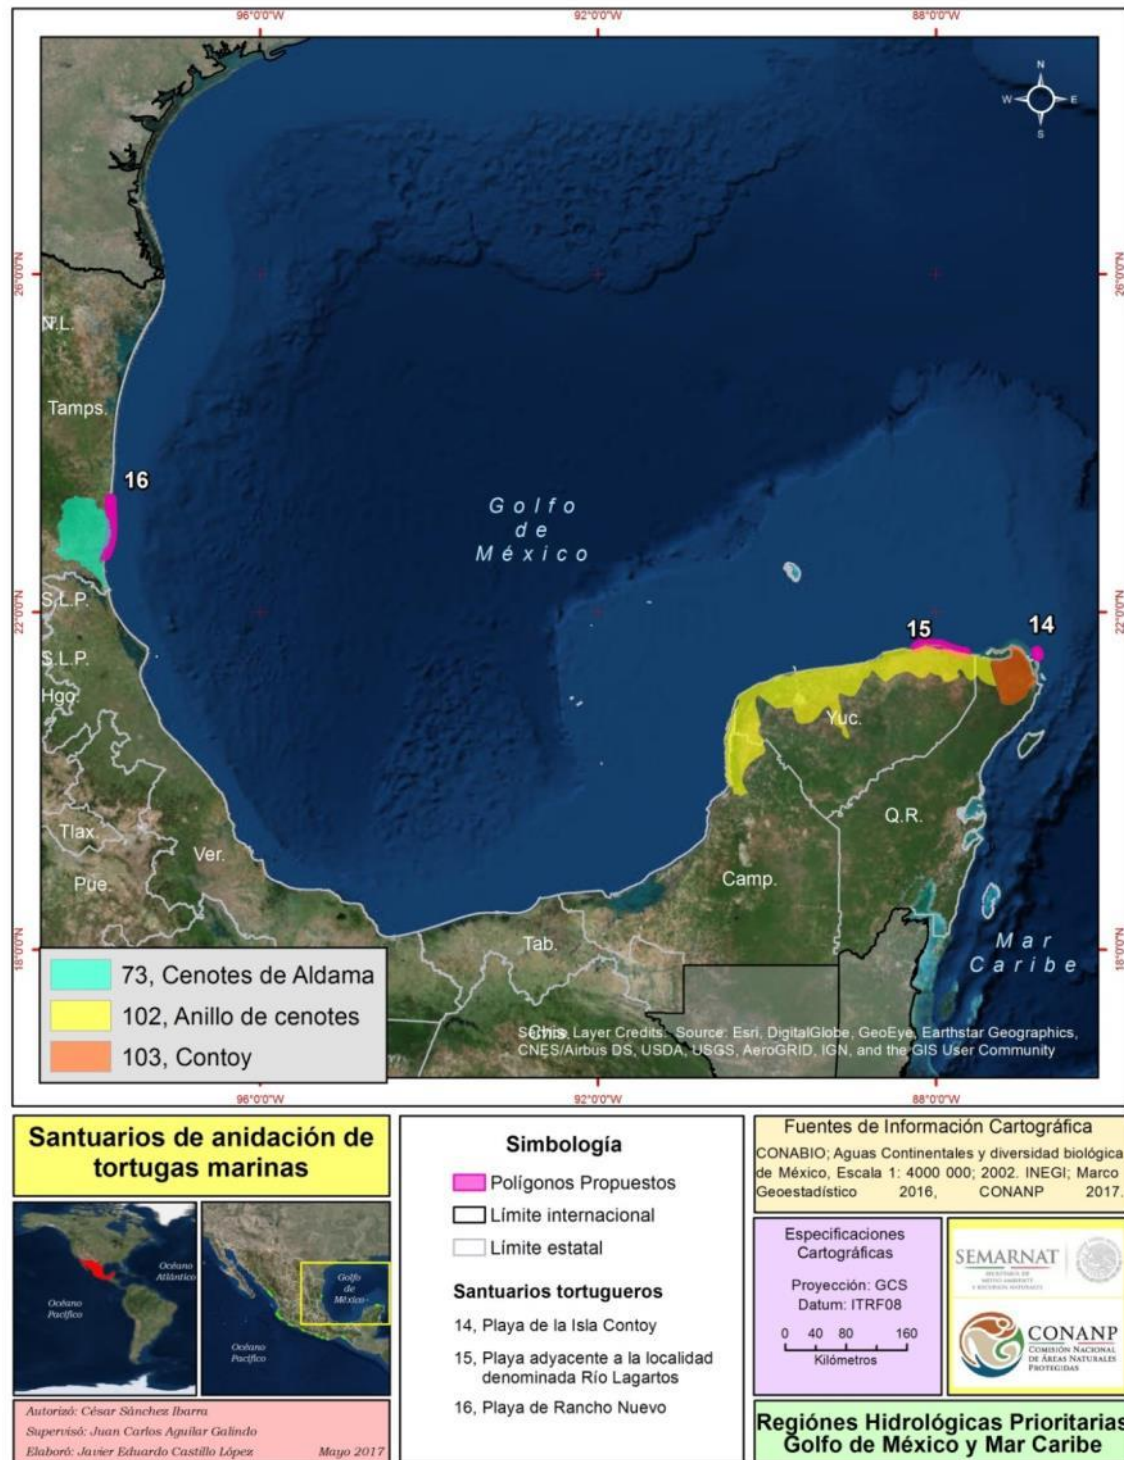 96°0'0"W 92°0'0"W 88°0'0"W
N
W E
S
26°0'0"N 26°0'0"N
N.L.
Tamps.
16
Golfo
de
México
22°0'0"N 22°0'0"N
S.L.P.
15 14
S.L.P.
Hgo.
Yuc.
Q.R.
Tlax.
Ver.
Pue.
Camp.
Tab.
Mar
Caribe
18°0'0"N 18°0'0"N
73, Cenotes de Aldama
102, Anillo de cenotes
103, Contoy
Chis.
Service Layer Credits: Source: Esri, DigitalGlobe, GeoEye, Earthstar Geographics,
CNES/Airbus DS, USDA, USGS, AeroGRID, IGN, and the GIS User Community
96°0'0"W 92°0'0"W 88°0'0"W
Santuarios de anidación de
tortugas marinas
Océano
Atlántico
Océano
Pacífico
Golfo
de
México
Océano
Pacífico
Autorizó: César Sánchez Ibarra
Supervisó: Juan Carlos Aguilar Galindo
Elaboró: Javier Eduardo Castillo López Mayo 2017
Simbología
Polígonos Propuestos
Límite internacional
Límite estatal
Santuarios tortugueros
14, Playa de la Isla Contoy
15, Playa adyacente a la localidad
denominada Río Lagartos
16, Playa de Rancho Nuevo
Fuentes de Información Cartográfica
CONABIO; Aguas Continentales y diversidad biológica
de México, Escala 1: 4000 000; 2002. INEGI; Marco
Geoestadístico 2016, CONANP 2017.
Especificaciones
Cartográficas
Proyección: GCS
Datum: ITRF08
0 40 80 160
Kilómetros
SEMARNAT
SECRETARÍA DE
MEDIO AMBIENTE
Y RECURSOS NATURALES
CONANP
COMISIÓN NACIONAL
DE ÁREAS NATURALES
PROTEGIDAS
Regiónes Hidrológicas Prioritarias
Golfo de México y Mar Caribe